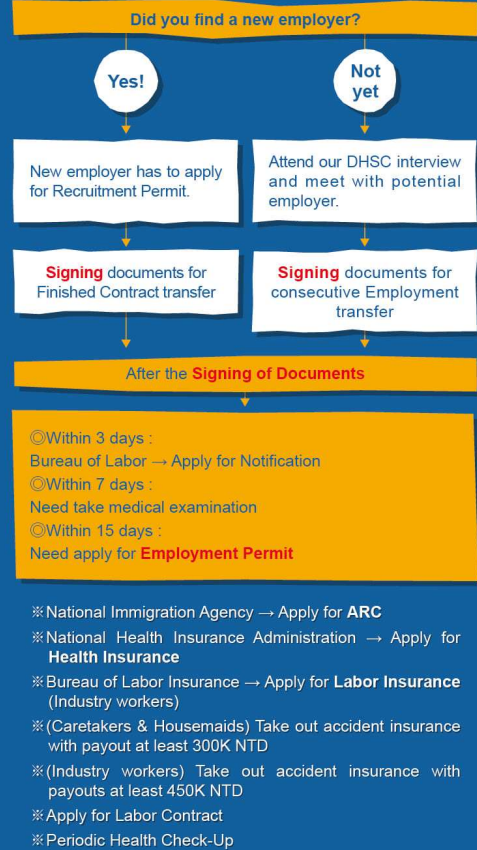 Did you find a new employer?
Yes!
Not
yet
New employer has to apply
for Recruitment Permit.
Attend our DHSC interview
and meet with potential
employer.
Signing documents for
Finished Contract transfer
Signing documents for
consecutive Employment
transfer
After the Signing of Documents
◎Within 3 days :
Bureau of Labor → Apply for Notification
◎Within 7 days :
Need take medical examination
◎Within 15 days :
Need apply for Employment Permit
※National Immigration Agency → Apply for ARC
※National Health Insurance Administration → Apply for
Health Insurance
※Bureau of Labor Insurance → Apply for Labor Insurance
(Industry workers)
※(Caretakers & Housemaids) Take out accident insurance
with payout at least 300K NTD
※(Industry workers) Take out accident insurance with
payouts at least 450K NTD
※Apply for Labor Contract
※Periodic Health Check-Up